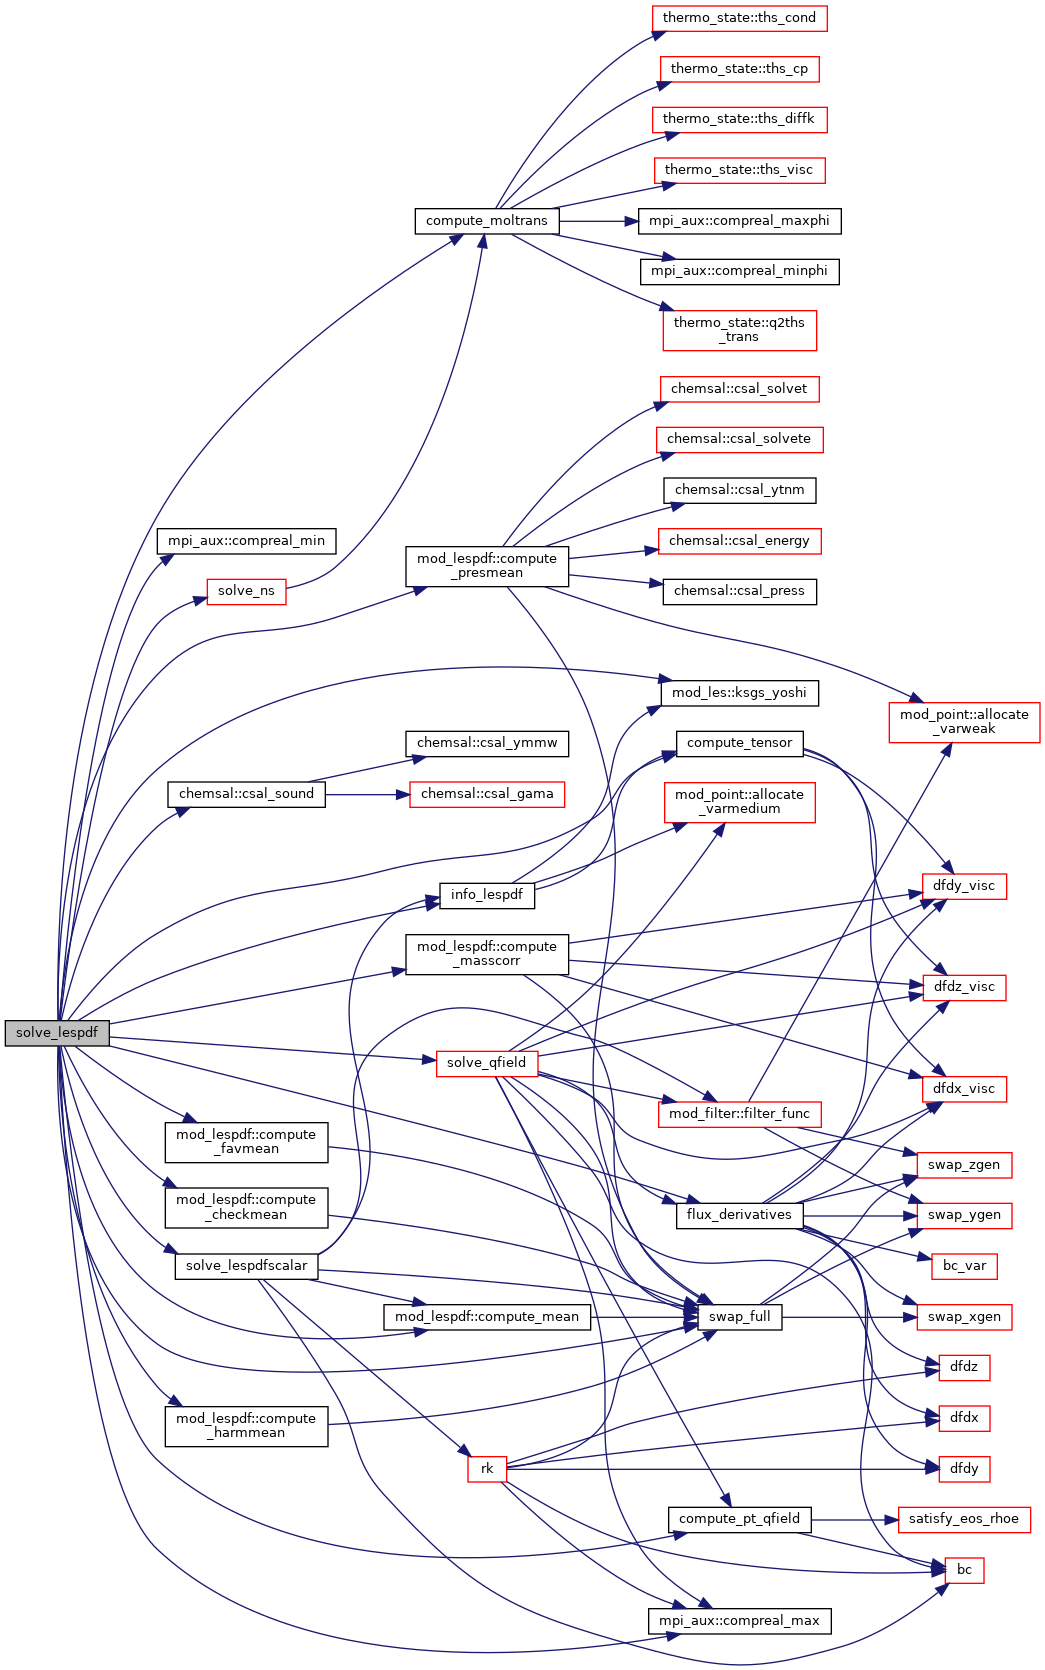 thermo_state::ths_cond
thermo_state::ths_cp
thermo_state::ths_diffk
thermo_state::ths_visc
compute_moltrans
mpi_aux::compreal_maxphi
mpi_aux::compreal_minphi
thermo_state::q2ths
_trans
chemsal::csal_solvet
chemsal::csal_solvete
chemsal::csal_ytnm
mpi_aux::compreal_min
chemsal::csal_energy
mod_lespdf::compute
_presmean
solve_ns
chemsal::csal_press
mod_les::ksgs_yoshi
mod_point::allocate
_varweak
chemsal::csal_ymmw
compute_tensor
chemsal::csal_sound
chemsal::csal_gama
mod_point::allocate
_varmedium
info_lespdf
dfdy_visc
mod_lespdf::compute
_masscorr
dfdz_visc
solve_lespdf
solve_qfield
dfdx_visc
mod_filter::filter_func
mod_lespdf::compute
_favmean
swap_zgen
mod_lespdf::compute
_checkmean
flux_derivatives
swap_ygen
solve_lespdfscalar
bc_var
mod_lespdf::compute_mean
swap_full
swap_xgen
dfdz
mod_lespdf::compute
_harmmean
dfdx
rk
dfdy
compute_pt_qfield
satisfy_eos_rhoe
bc
mpi_aux::compreal_max